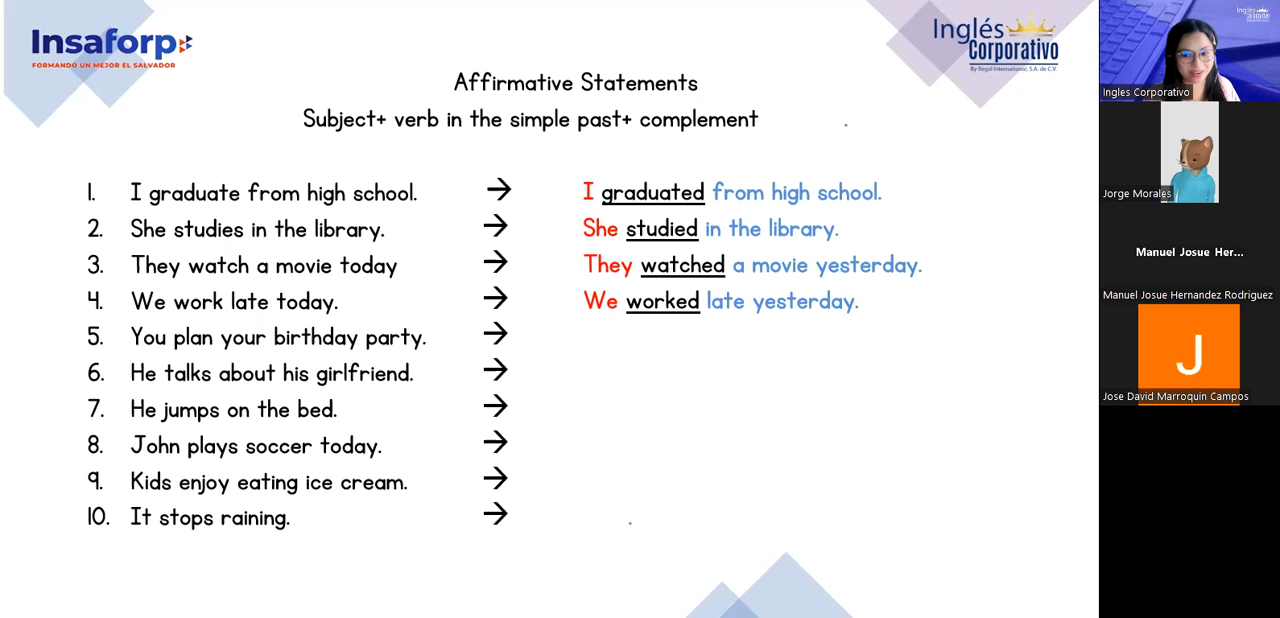 Insaforp
FORMANDO UN MEJOR EL SALVADOR
Inglés
Corporativo
By Regal International, S.A. de C.V.
Affirmative Statements
Subject+ verb in the simple past+ complement
1. I graduate from high school. → I graduated from high school.
2. She studies in the library. → She studied in the library.
3. They watch a movie today → They watched a movie yesterday.
4. We work late today. → We worked late yesterday.
5. You plan your birthday party. →
6. He talks about his girlfriend. →
7. He jumps on the bed. →
8. John plays soccer today. →
9. Kids enjoy eating ice cream. →
10. It stops raining. →
Inglés
Corporativo
Ingles Corporativo
Jorge Morales
Manuel Josue Her...
Manuel Josue Hernandez Rodriguez
J
Jose David Marroquin Campos